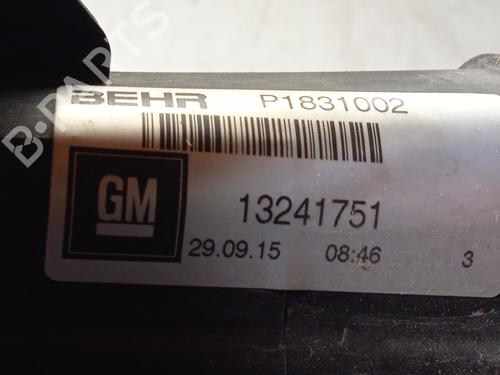 BEHR P1831002
GM 13241751
29.09.15 08:46 3
B-PARTS